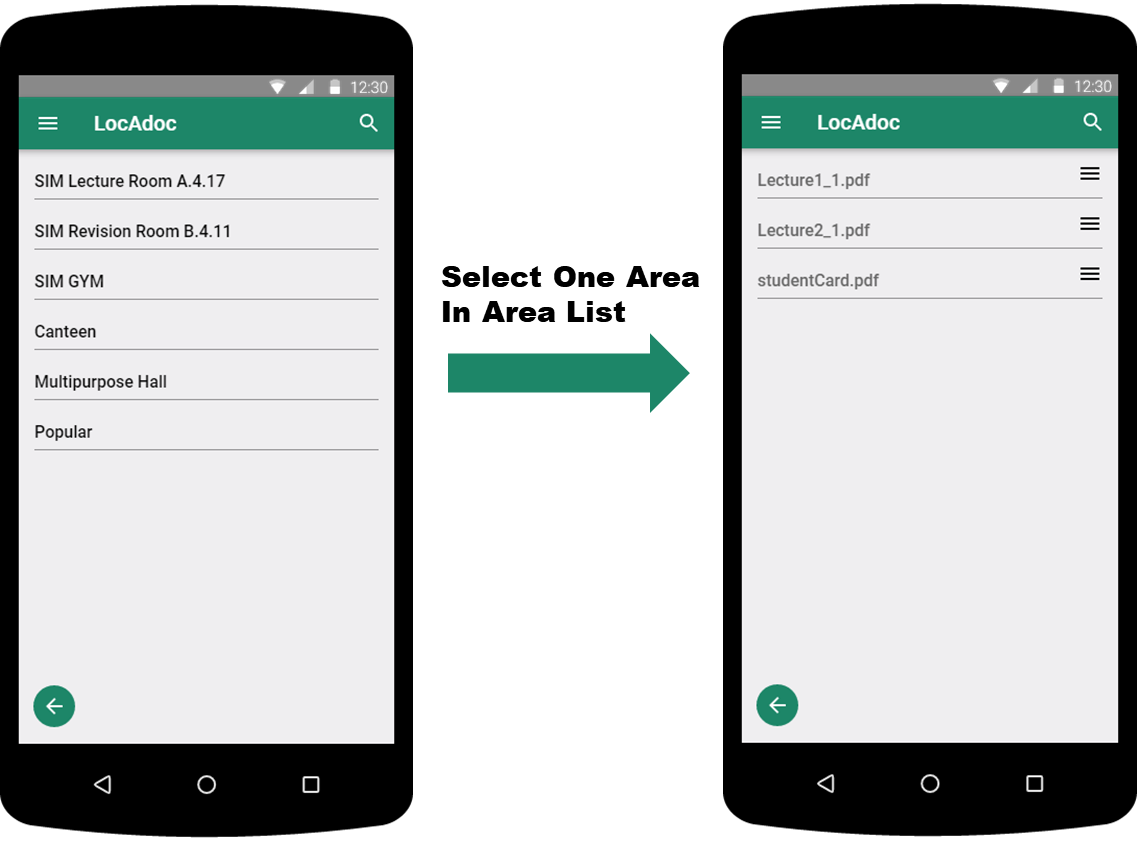 12:30
LocAdoc
SIM Lecture Room A.4.17
SIM Revision Room B.4.11
SIM GYM
Canteen
Multipurpose Hall
Popular
Select One Area
In Area List
12:30
LocAdoc
Lecture1_1.pdf
Lecture2_1.pdf
studentCard.pdf